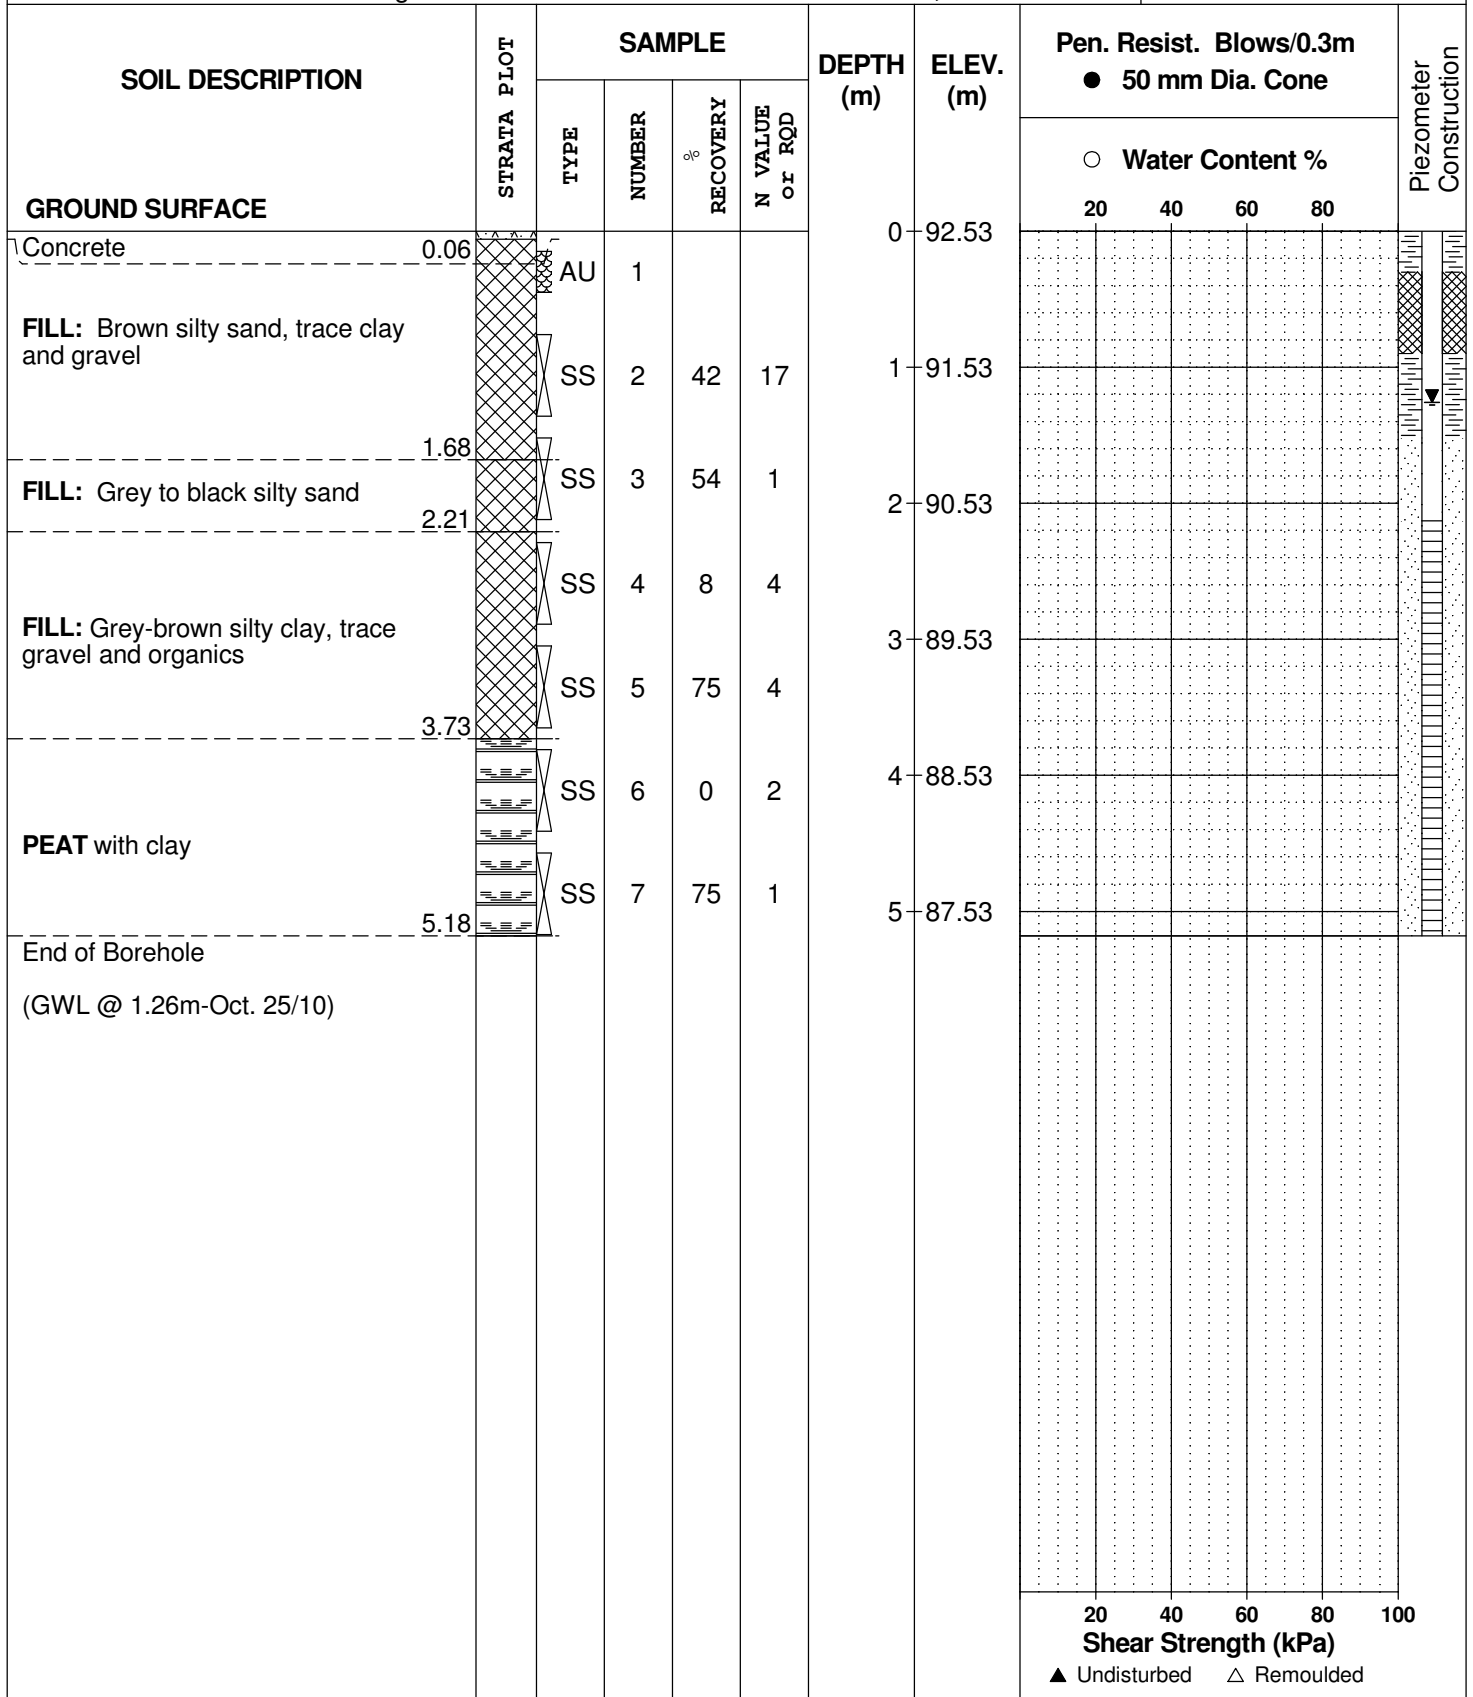 SOIL DESCRIPTION
GROUND SURFACE
STRATA PLOT
SAMPLE
TYPE
NUMBER
% RECOVERY
N VALUE or RQD
DEPTH (m)
ELEV. (m)
Pen. Resist. Blows/0.3m
● 50 mm Dia. Cone
○ Water Content %
20 40 60 80
Piezometer Construction
0 92.53
Concrete 0.06
AU 1
FILL: Brown silty sand, trace clay
and gravel
SS 2 42 17
1 91.53
1.68
FILL: Grey to black silty sand
SS 3 54 1
2 90.53
2.21
SS 4 8 4
FILL: Grey-brown silty clay, trace
gravel and organics
3 89.53
SS 5 75 4
3.73
4 88.53
SS 6 0 2
PEAT with clay
SS 7 75 1
5 87.53
5.18
End of Borehole
(GWL @ 1.26m-Oct. 25/10)
20 40 60 80 100
Shear Strength (kPa)
▲ Undisturbed △ Remoulded